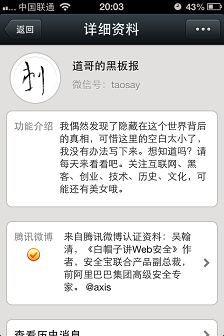 中国联通 20:03 43%
返回 详细资料
道哥的黑板报
微信号: taosay
功能介绍 我偶然发现了隐藏在这个世界背后
的真相，可惜这里的空白太小了，
我没有办法写下来。想知道吗？请
每天来看看吧。关注互联网、黑
客、创业、技术、历史、文化，可
能还有美女哦。
腾讯微博 来自腾讯微博认证资料：吴翰
清，《白帽子讲Web安全》作
者，安全宝联合产品副总裁，
前阿里巴巴集团高级安全专
家。@axis
查看历史消息